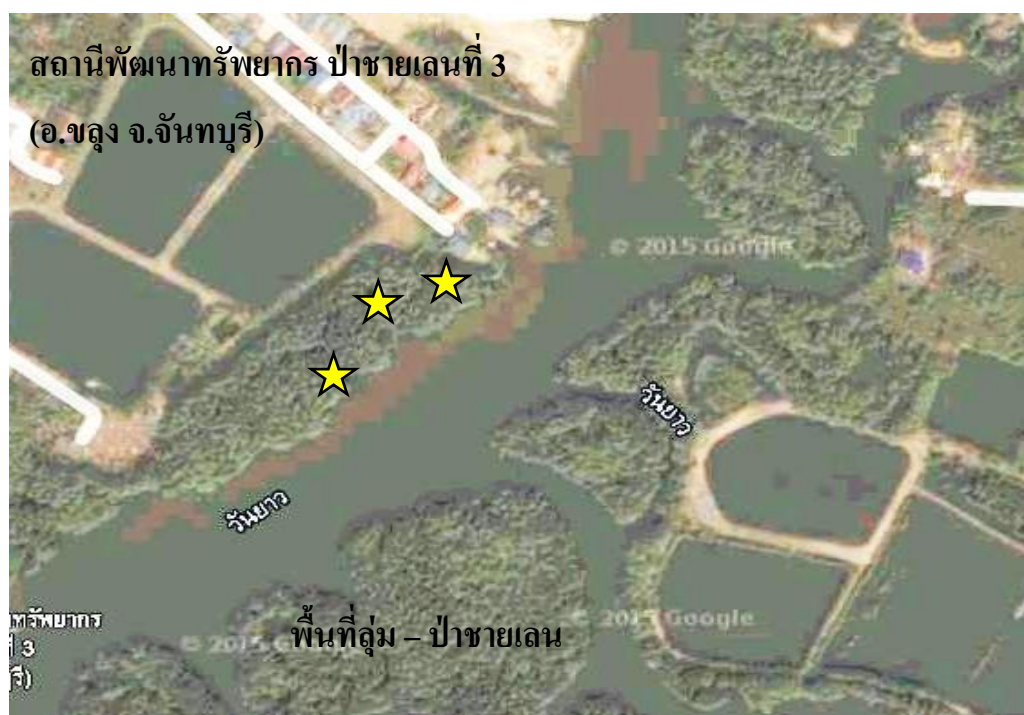 สถานีพัฒนาทรัพยากร ป่าชายเลนที่ 3
(อ.ขลุง จ.จันทบุรี)
© 2015 Google
วันยาว
วันยาว
ทรัพยากร
ที่ 3
รี)
พื้นที่ลุ่ม – ป่าชายเลน
© 2015 Google